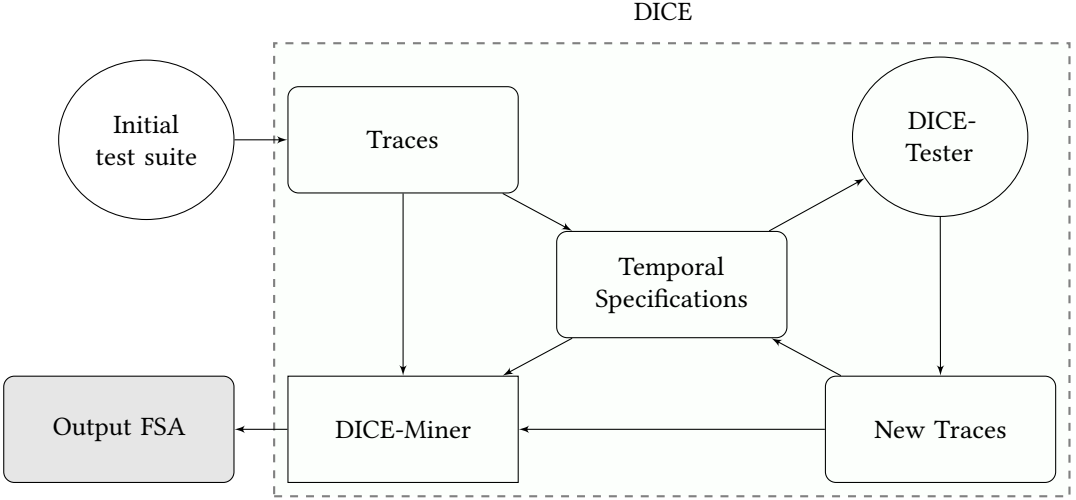 DICE
Initial
test suite
Traces
DICE-
Tester
Temporal
Specifications
Output FSA
DICE-Miner
New Traces